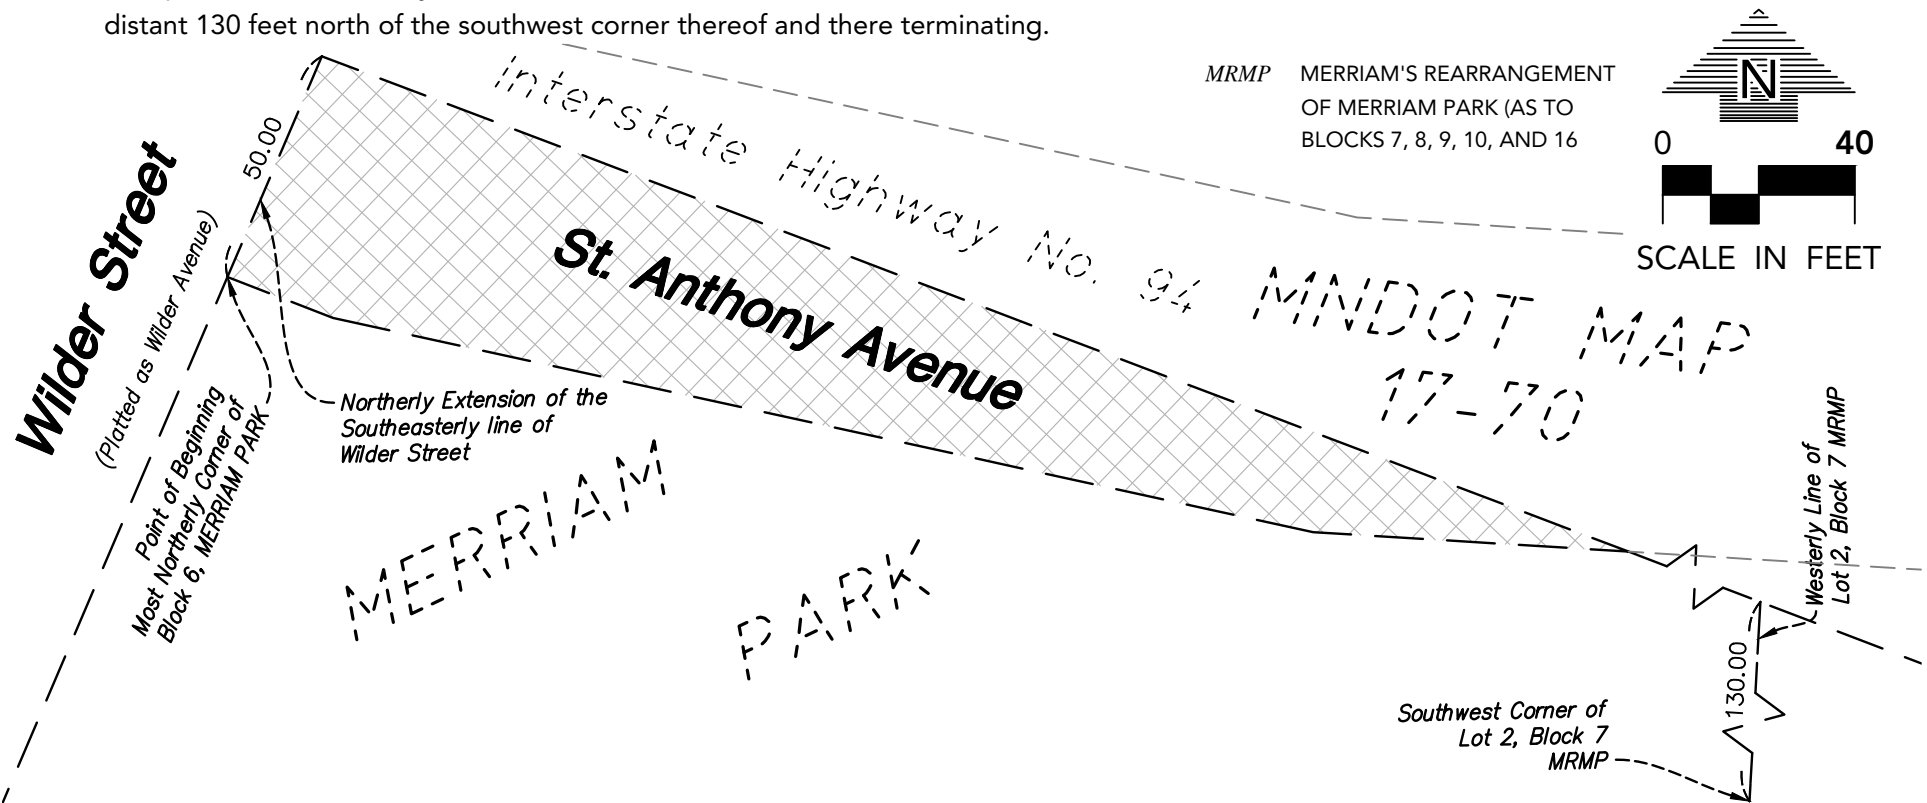 distant 130 feet north of the southwest corner thereof and there terminating.
MRMP MERRIAM'S REARRANGEMENT
OF MERRIAM PARK (AS TO
BLOCKS 7, 8, 9, 10, AND 16
N
0 40
SCALE IN FEET
Interstate Highway No. 94
MNDOT MAP
17-70
50.00
Wilder Street
(Platted as Wilder Avenue)
St. Anthony Avenue
Point of Beginning
Most Northerly Corner of
Block 6, MERRIAM PARK
Northerly Extension of the
Southeasterly line of
Wilder Street
MERRIAM
PARK
Westerly Line of
Lot 2, Block 7 MRMP
130.00
Southwest Corner of
Lot 2, Block 7
MRMP